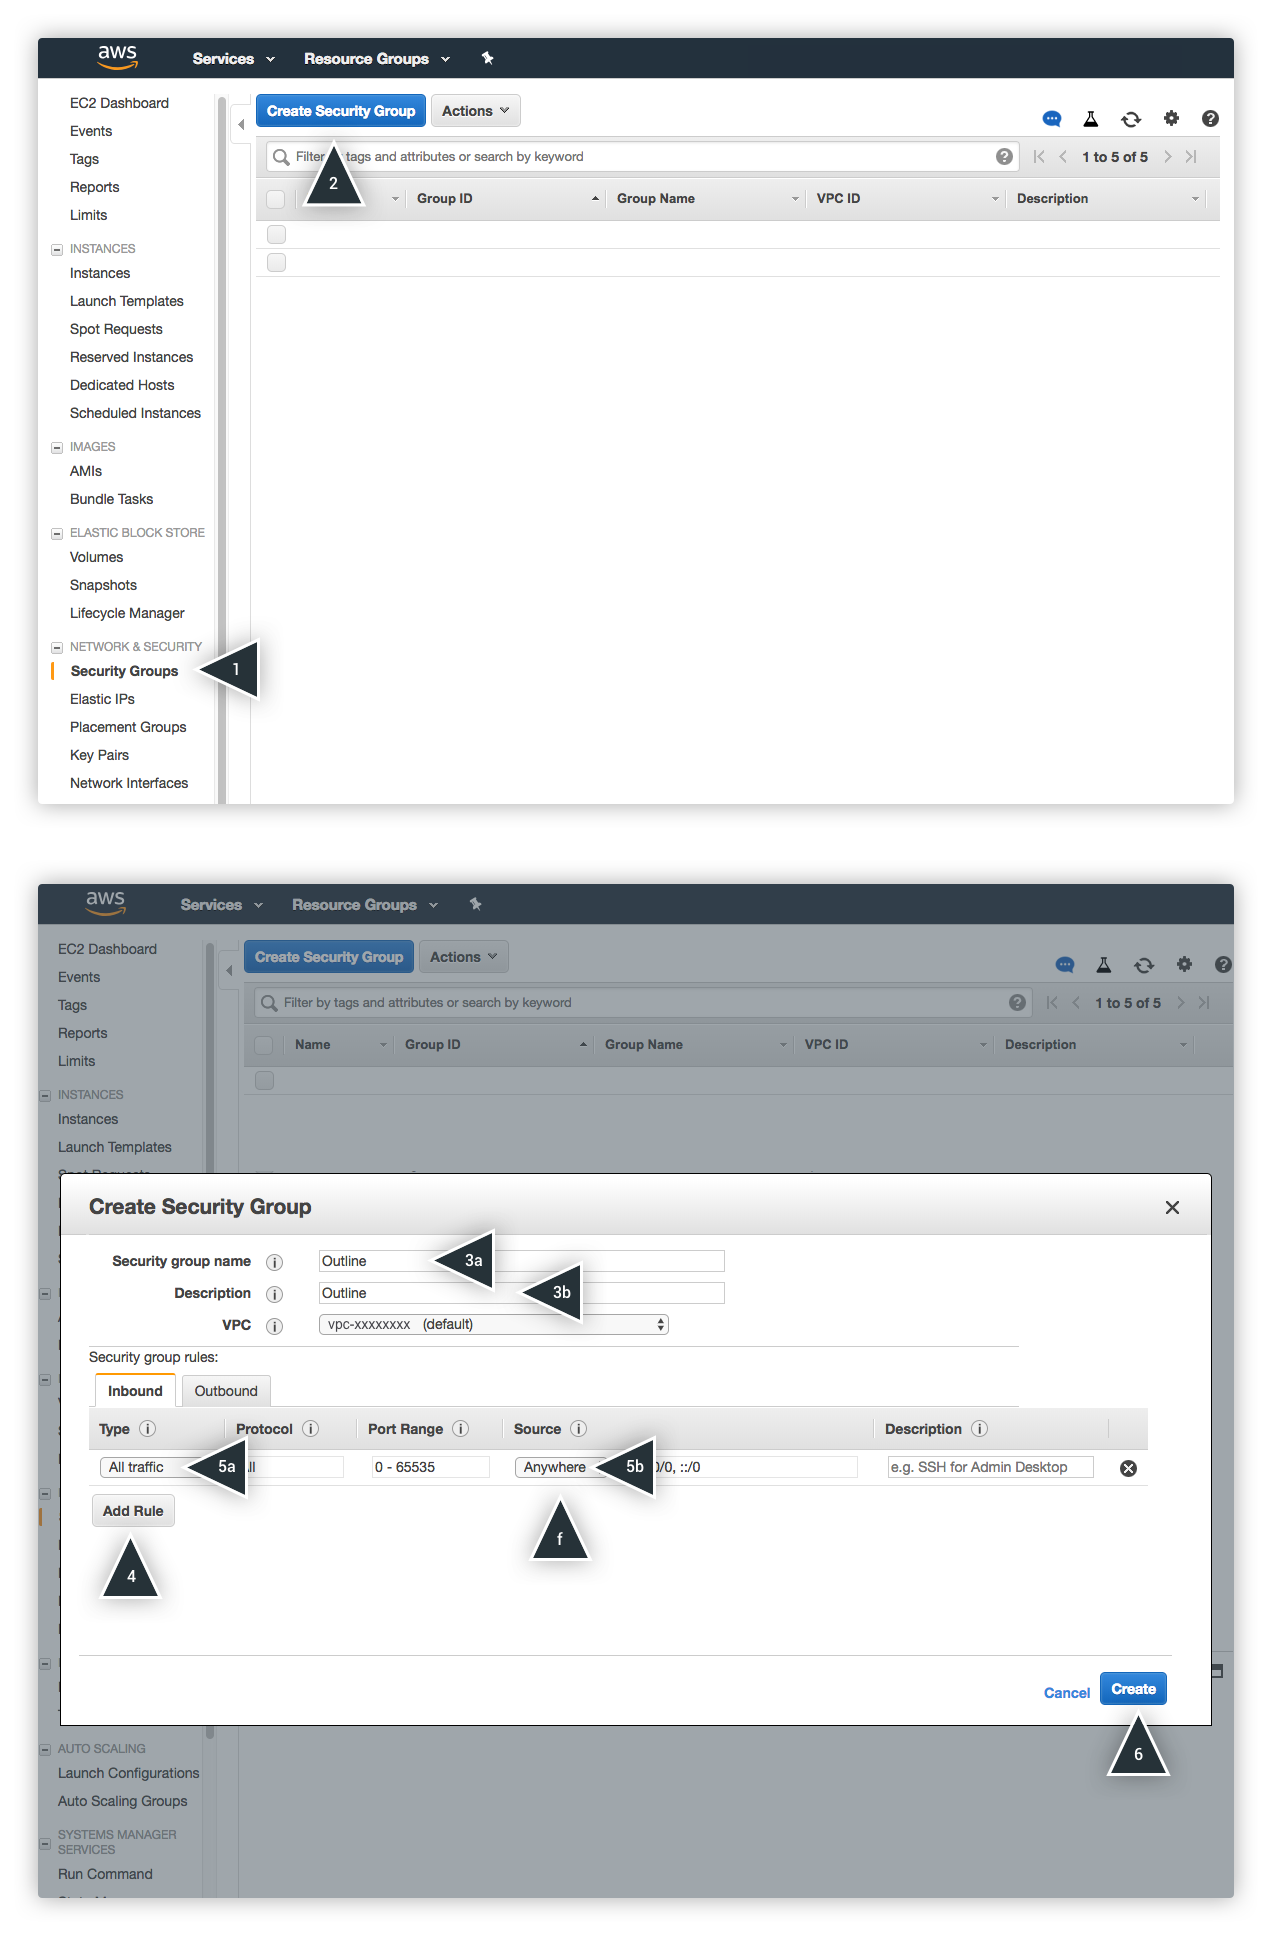 aws Services Resource Groups
EC2 Dashboard
Events
Tags
Reports
Limits
INSTANCES
Instances
Launch Templates
Spot Requests
Reserved Instances
Dedicated Hosts
Scheduled Instances
IMAGES
AMIs
Bundle Tasks
ELASTIC BLOCK STORE
Volumes
Snapshots
Lifecycle Manager
NETWORK & SECURITY
Security Groups 1
Elastic IPs
Placement Groups
Key Pairs
Network Interfaces
Create Security Group Actions
Filter tags and attributes or search by keyword 1 to 5 of 5
2
Group ID Group Name VPC ID Description
aws Services Resource Groups
EC2 Dashboard
Events
Tags
Reports
Limits
INSTANCES
Instances
Launch Templates
Create Security Group Actions
Filter by tags and attributes or search by keyword 1 to 5 of 5
Name Group ID Group Name VPC ID Description
Create Security Group
Security group name Outline 3a
Description Outline 3b
VPC vpc-xxxxxxxx (default)
Security group rules:
Inbound Outbound
Type Protocol Port Range Source Description
All traffic 5a 0 - 65535 Anywhere 5b /0, ::/0 e.g. SSH for Admin Desktop
Add Rule
f
4
Cancel Create
6
AUTO SCALING
Launch Configurations
Auto Scaling Groups
SYSTEMS MANAGER
SERVICES
Run Command